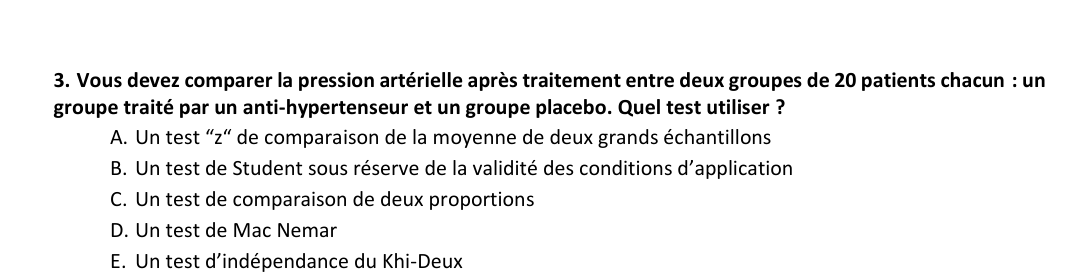 3. Vous devez comparer la pression artérielle après traitement entre deux groupes de 20 patients chacun : un
groupe traité par un anti-hypertenseur et un groupe placebo. Quel test utiliser ?
A. Un test “z“ de comparaison de la moyenne de deux grands échantillons
B. Un test de Student sous réserve de la validité des conditions d’application
C. Un test de comparaison de deux proportions
D. Un test de Mac Nemar
E. Un test d’indépendance du Khi-Deux